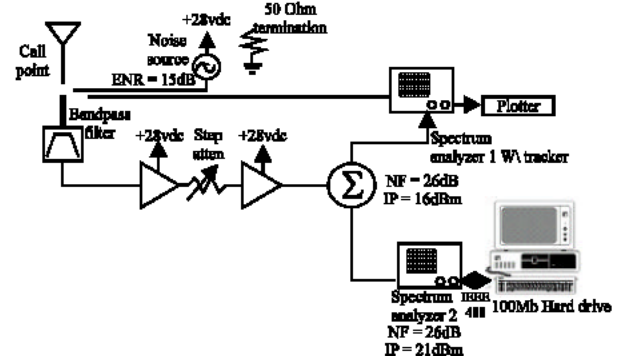 50 Ohm
termination
+28vdc
Noise
source
Call
point
ENR = 15dB
Bandpass
filter
Plotter
+28vdc
Step
atten
+28vdc
Spectrum
analyzer 1 W\ tracker
Σ
NF = 26dB
IP = 16dBm
Spectrum
analyzer 2
IEEE
488
100Mb Hard drive
NF = 26dB
IP = 21dBm